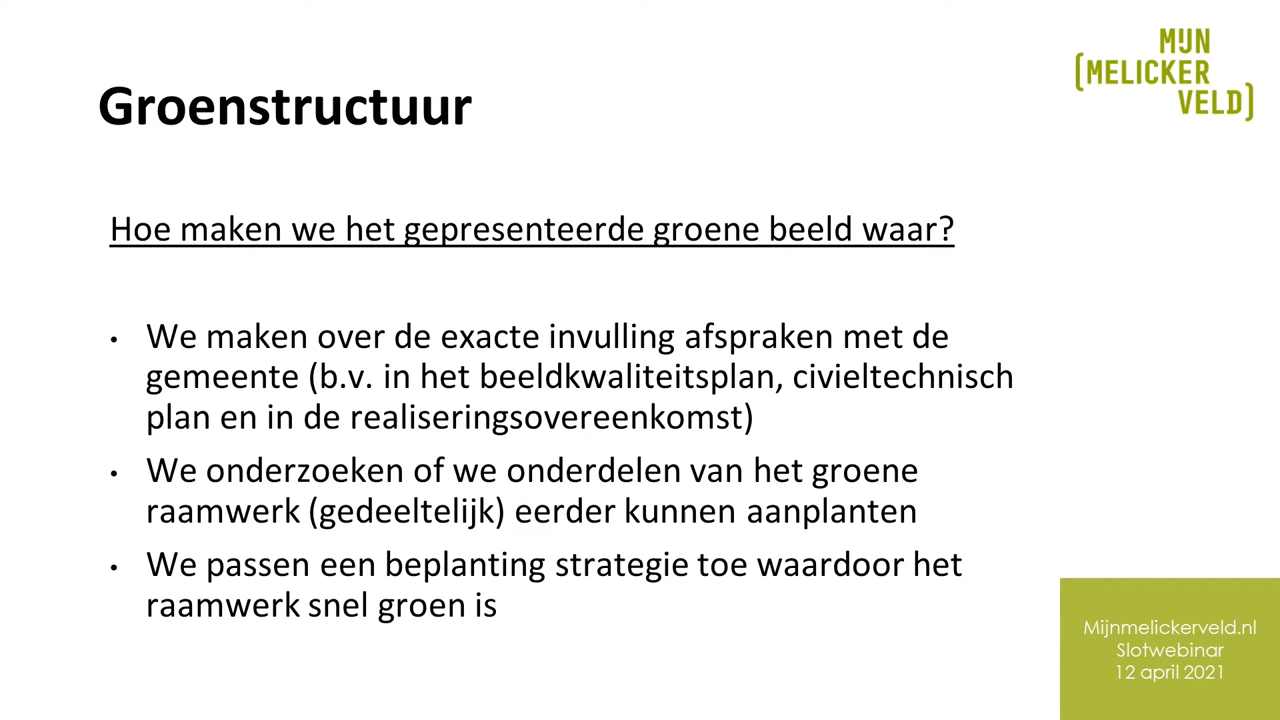 MIJN
(MELICKER
VELD)
Groenstructuur
Hoe maken we het gepresenteerde groene beeld waar?
• We maken over de exacte invulling afspraken met de
gemeente (b.v. in het beeldkwaliteitsplan, civieltechnisch
plan en in de realiseringsovereenkomst)
• We onderzoeken of we onderdelen van het groene
raamwerk (gedeeltelijk) eerder kunnen aanplanten
• We passen een beplanting strategie toe waardoor het
raamwerk snel groen is
Mijnmelickerveld.nl
Slotwebinar
12 april 2021